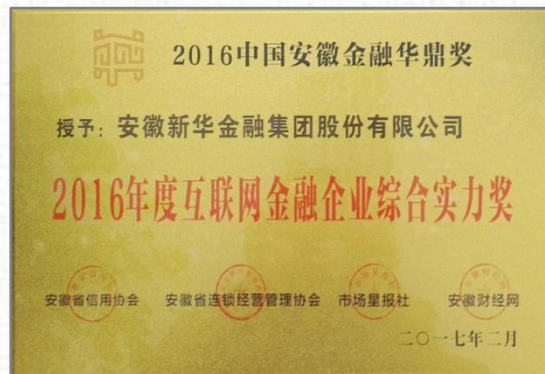 2016中国安徽金融华鼎奖
授予：安徽新华金融集团股份有限公司
2016年度互联网金融企业综合实力奖
安徽省信用协会 安徽省连锁经营管理协会 市场星报社 安徽财经网
二〇一七年二月